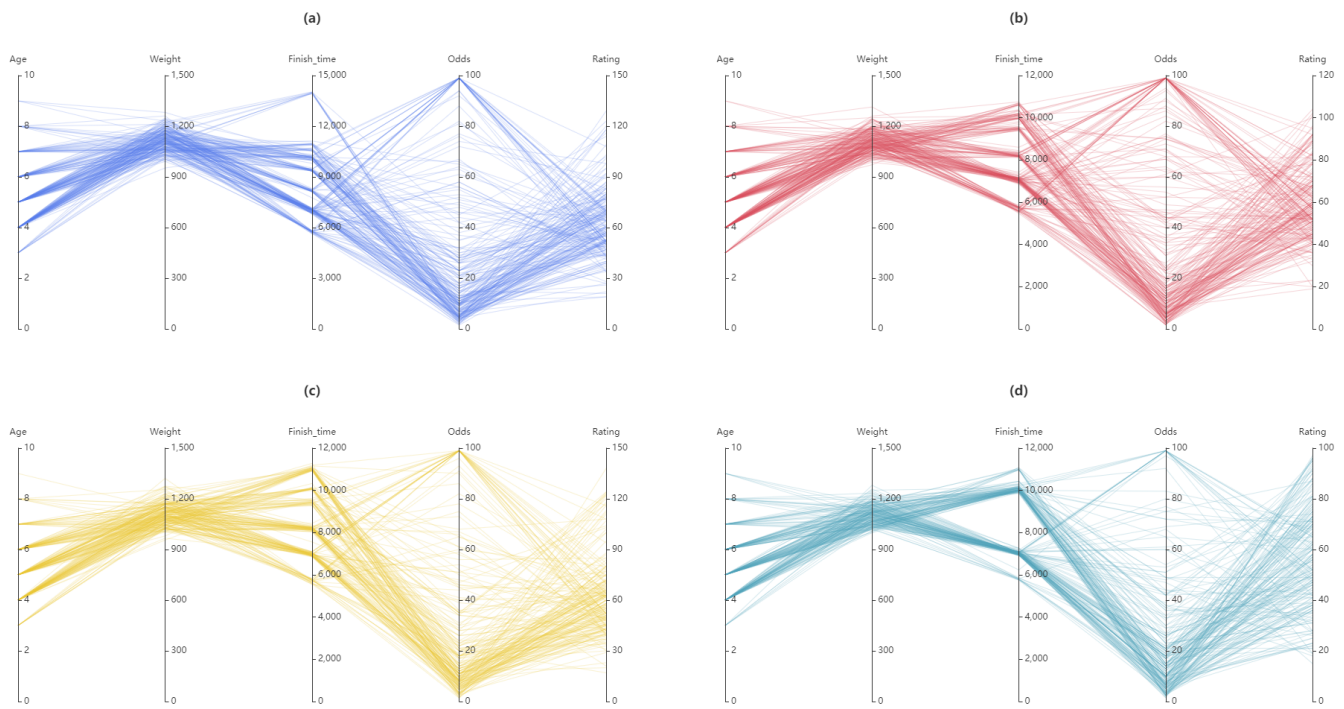 (a)
Age Weight Finish_time Odds Rating
10 1,500 15,000 100 150
8 1,200 12,000 80 120
6 900 9,000 60 90
4 600 6,000 40 60
2 300 3,000 20 30
0 0 0 0 0
(b)
Age Weight Finish_time Odds Rating
10 1,500 12,000 100 120
8 1,200 10,000 80 100
6 900 8,000 60 80
4 600 6,000 40 60
2 300 4,000 20 40
0 0 2,000 0 20
0 0
(c)
Age Weight Finish_time Odds Rating
10 1,500 12,000 100 150
8 1,200 10,000 80 120
6 900 8,000 60 90
4 600 6,000 40 60
2 300 4,000 20 30
0 0 2,000 0 0
0
(d)
Age Weight Finish_time Odds Rating
10 1,500 12,000 100 100
8 1,200 10,000 80 80
6 900 8,000 60 60
4 600 6,000 40 40
2 300 4,000 20 20
0 0 2,000 0 0
0